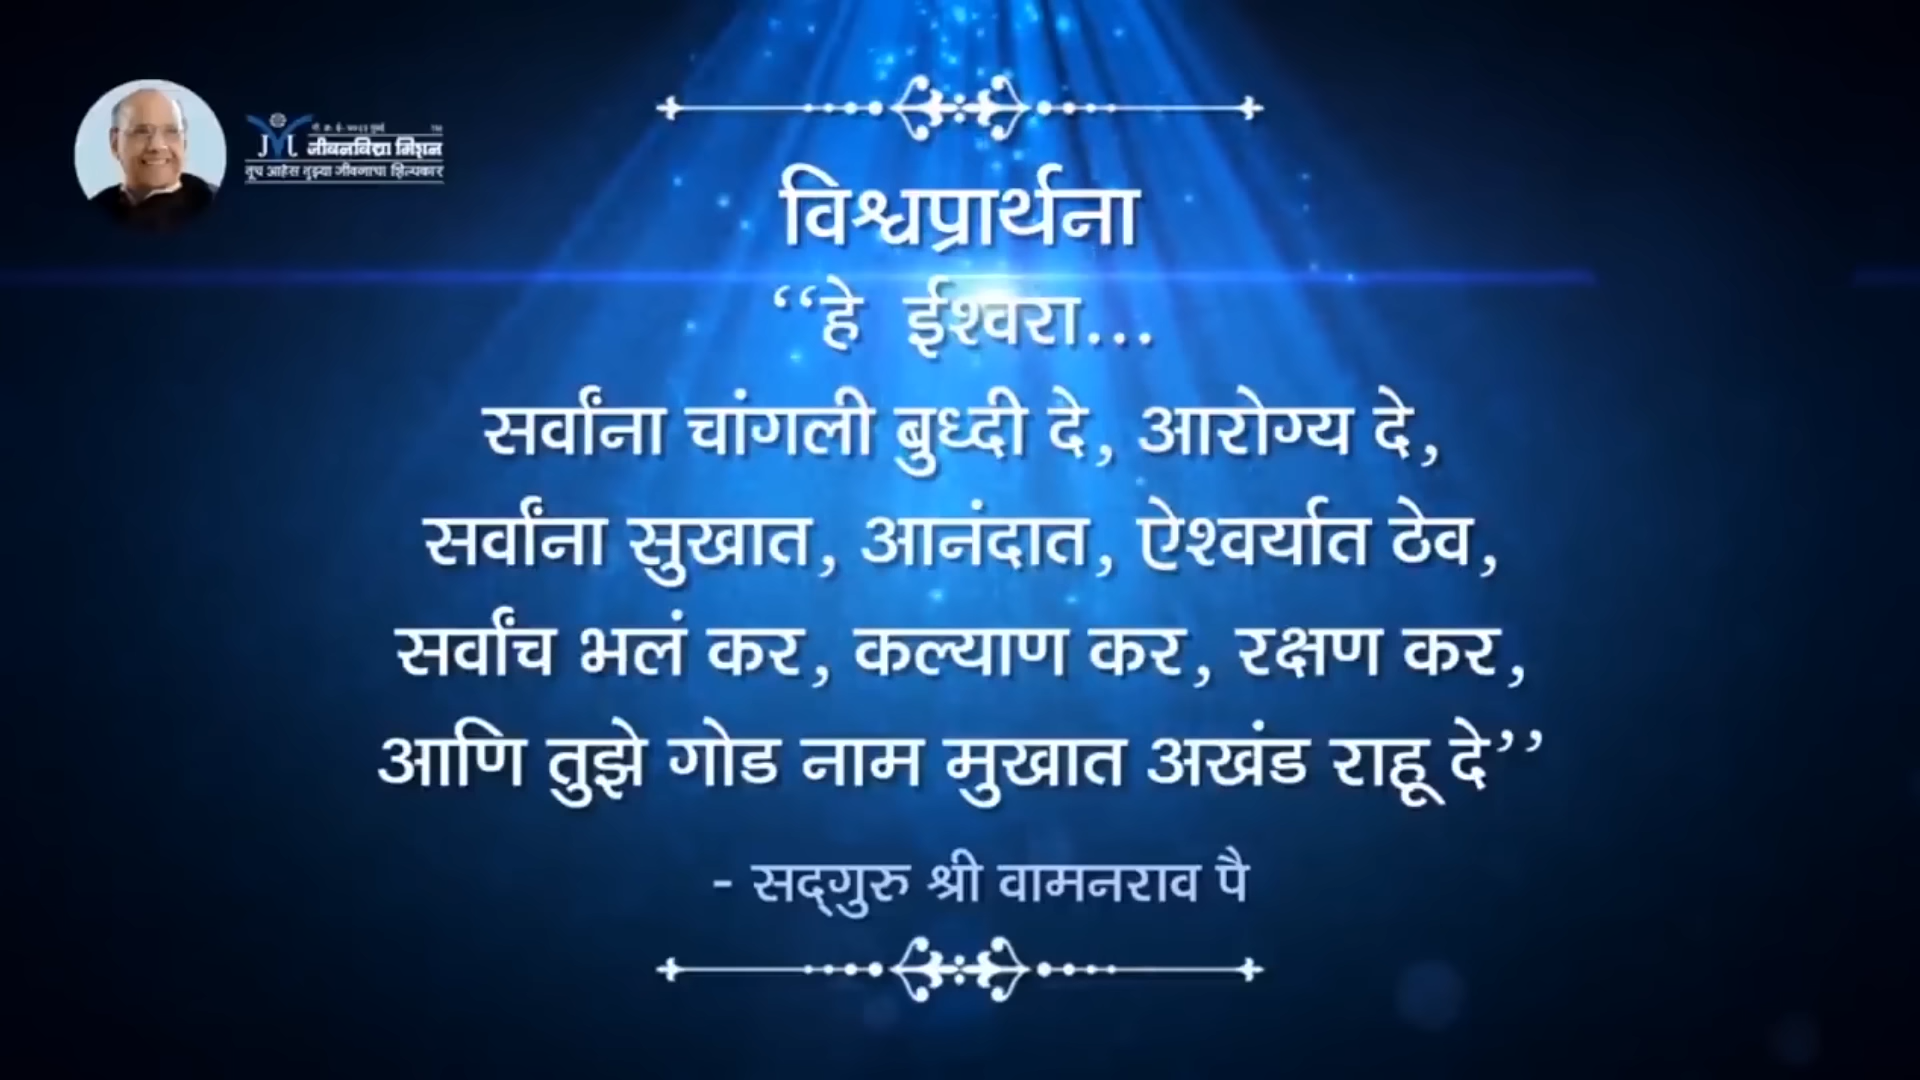 जीवनविद्या मिशन
तूच आहेस तुझ्या जीवनाचा शिल्पकार
विश्वप्रार्थना
‘‘हे ईश्वरा...
सर्वांना चांगली बुध्दी दे, आरोग्य दे,
सर्वांना सुखात, आनंदात, ऐश्वर्यात ठेव,
सर्वांच भलं कर, कल्याण कर, रक्षण कर,
आणि तुझे गोड नाम मुखात अखंड राहू दे’’
- सद्‌गुरु श्री वामनराव पै